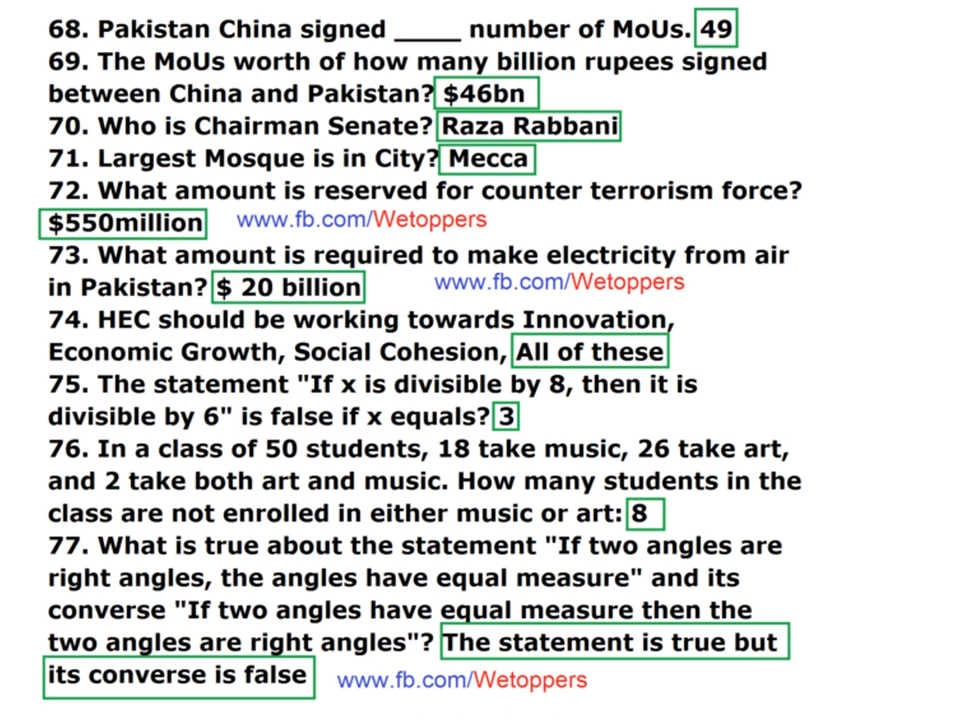 68. Pakistan China signed _____ number of MoUs. 49
69. The MoUs worth of how many billion rupees signed
between China and Pakistan? $46bn
70. Who is Chairman Senate? Raza Rabbani
71. Largest Mosque is in City? Mecca
72. What amount is reserved for counter terrorism force?
$550million www.fb.com/Wetoppers
73. What amount is required to make electricity from air
in Pakistan? $ 20 billion www.fb.com/Wetoppers
74. HEC should be working towards Innovation,
Economic Growth, Social Cohesion, All of these
75. The statement "If x is divisible by 8, then it is
divisible by 6" is false if x equals? 3
76. In a class of 50 students, 18 take music, 26 take art,
and 2 take both art and music. How many students in the
class are not enrolled in either music or art: 8
77. What is true about the statement "If two angles are
right angles, the angles have equal measure" and its
converse "If two angles have equal measure then the
two angles are right angles"? The statement is true but
its converse is false www.fb.com/Wetoppers